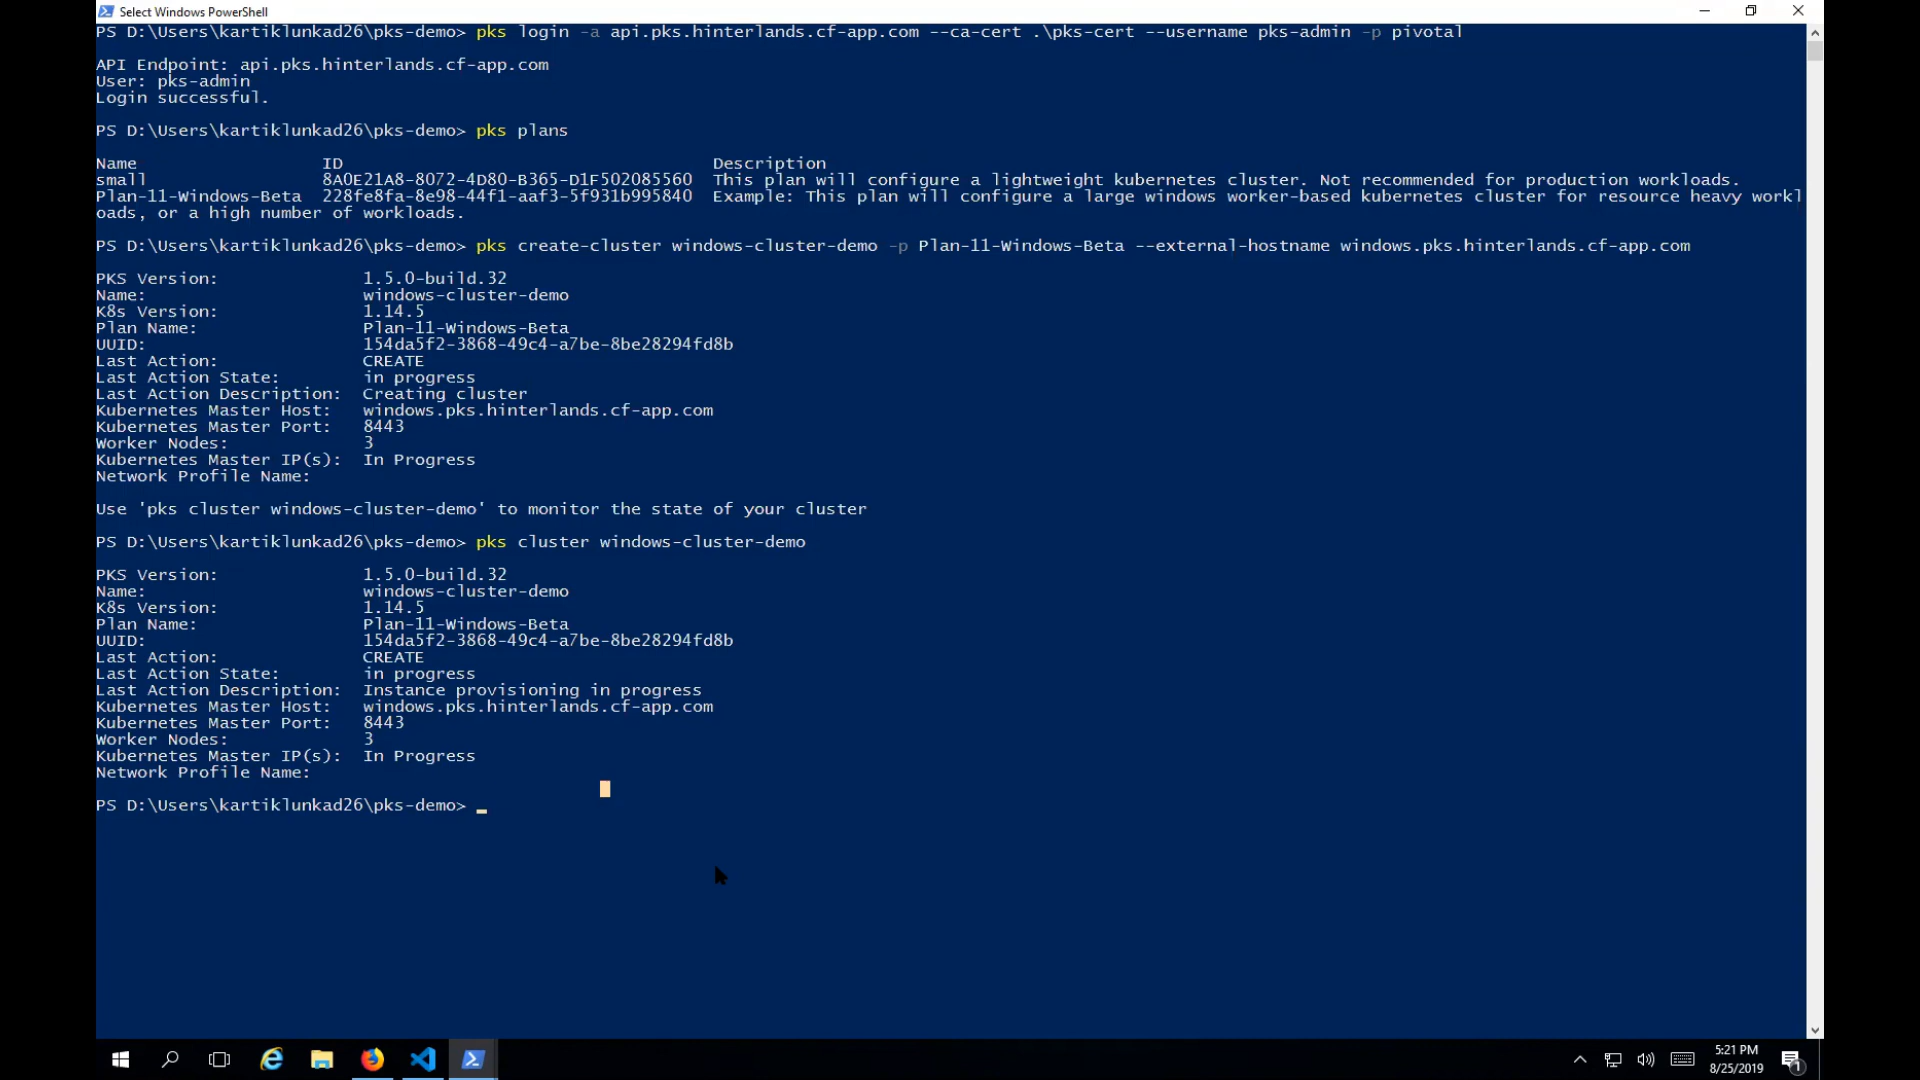 Select Windows PowerShell
PS D:\Users\kartiklunkad26\pks-demo> pks login -a api.pks.hinterlands.cf-app.com --ca-cert .\pks-cert --username pks-admin -p pivotal
API Endpoint: api.pks.hinterlands.cf-app.com
User: pks-admin
Login successful.
PS D:\Users\kartiklunkad26\pks-demo> pks plans
Name ID Description
small 8A0E21A8-8072-4D80-B365-D1F502085560 This plan will configure a lightweight kubernetes cluster. Not recommended for production workloads.
Plan-11-Windows-Beta 228fe8fa-8e98-44f1-aaf3-5f931b995840 Example: This plan will configure a large windows worker-based kubernetes cluster for resource heavy workl
oads, or a high number of workloads.
PS D:\Users\kartiklunkad26\pks-demo> pks create-cluster windows-cluster-demo -p Plan-11-Windows-Beta --external-hostname windows.pks.hinterlands.cf-app.com
PKS Version: 1.5.0-build.32
Name: windows-cluster-demo
K8s Version: 1.14.5
Plan Name: Plan-11-Windows-Beta
UUID: 154da5f2-3868-49c4-a7be-8be28294fd8b
Last Action: CREATE
Last Action State: in progress
Last Action Description: Creating cluster
Kubernetes Master Host: windows.pks.hinterlands.cf-app.com
Kubernetes Master Port: 8443
Worker Nodes: 3
Kubernetes Master IP(s): In Progress
Network Profile Name:
Use 'pks cluster windows-cluster-demo' to monitor the state of your cluster
PS D:\Users\kartiklunkad26\pks-demo> pks cluster windows-cluster-demo
PKS Version: 1.5.0-build.32
Name: windows-cluster-demo
K8s Version: 1.14.5
Plan Name: Plan-11-Windows-Beta
UUID: 154da5f2-3868-49c4-a7be-8be28294fd8b
Last Action: CREATE
Last Action State: in progress
Last Action Description: Instance provisioning in progress
Kubernetes Master Host: windows.pks.hinterlands.cf-app.com
Kubernetes Master Port: 8443
Worker Nodes: 3
Kubernetes Master IP(s): In Progress
Network Profile Name:
PS D:\Users\kartiklunkad26\pks-demo> _
5:21 PM
8/25/2019
1